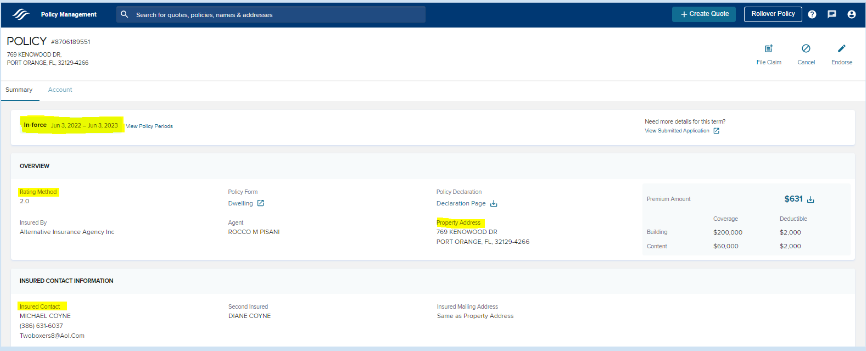 Policy Management
Search for quotes, policies, names & addresses
+ Create Quote
Rollover Policy
POLICY #8706189551
769 KENOWOOD DR.
PORT ORANGE, FL, 32129-4266
File Claim
Cancel
Endorse
Summary
Account
In-force Jun 3, 2022 - Jun 3, 2023 View Policy Periods
Need more details for this term?
View Submitted Application
OVERVIEW
Rating Method
2.0
Policy Form
Dwelling
Policy Declaration
Declaration Page
Premium Amount
$631
Insured By
Alternative Insurance Agency Inc
Agent
ROCCO M PISANI
Property Address
769 KENOWOOD DR
PORT ORANGE, FL, 32129-4266
Coverage
Deductible
Building
$200,000
$2,000
Content
$60,000
$2,000
INSURED CONTACT INFORMATION
Insured Contact
MICHAEL COYNE
(386) 631-6037
Twoboxers8@Aol.Com
Second Insured
DIANE COYNE
Insured Mailing Address
Same as Property Address